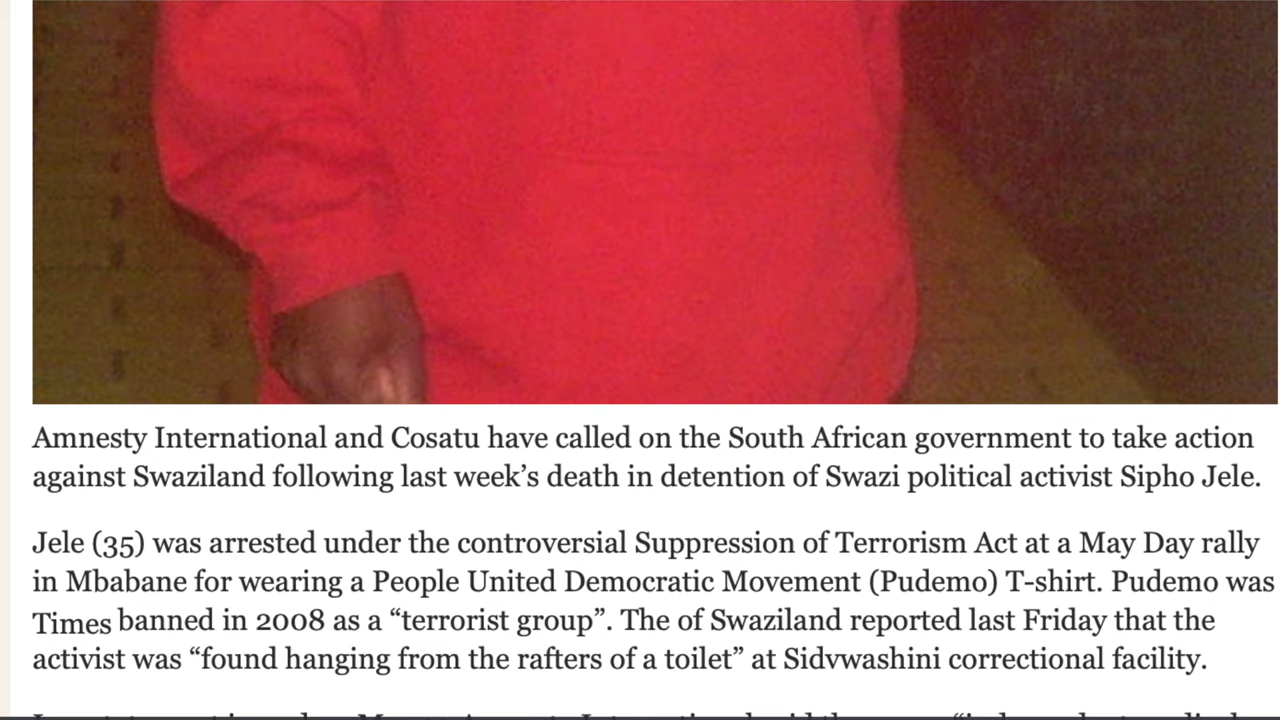 Amnesty International and Cosatu have called on the South African government to take action
against Swaziland following last week’s death in detention of Swazi political activist Sipho Jele.
Jele (35) was arrested under the controversial Suppression of Terrorism Act at a May Day rally
in Mbabane for wearing a People United Democratic Movement (Pudemo) T-shirt. Pudemo was
Times banned in 2008 as a “terrorist group”. The of Swaziland reported last Friday that the
activist was “found hanging from the rafters of a toilet” at Sidvwashini correctional facility.